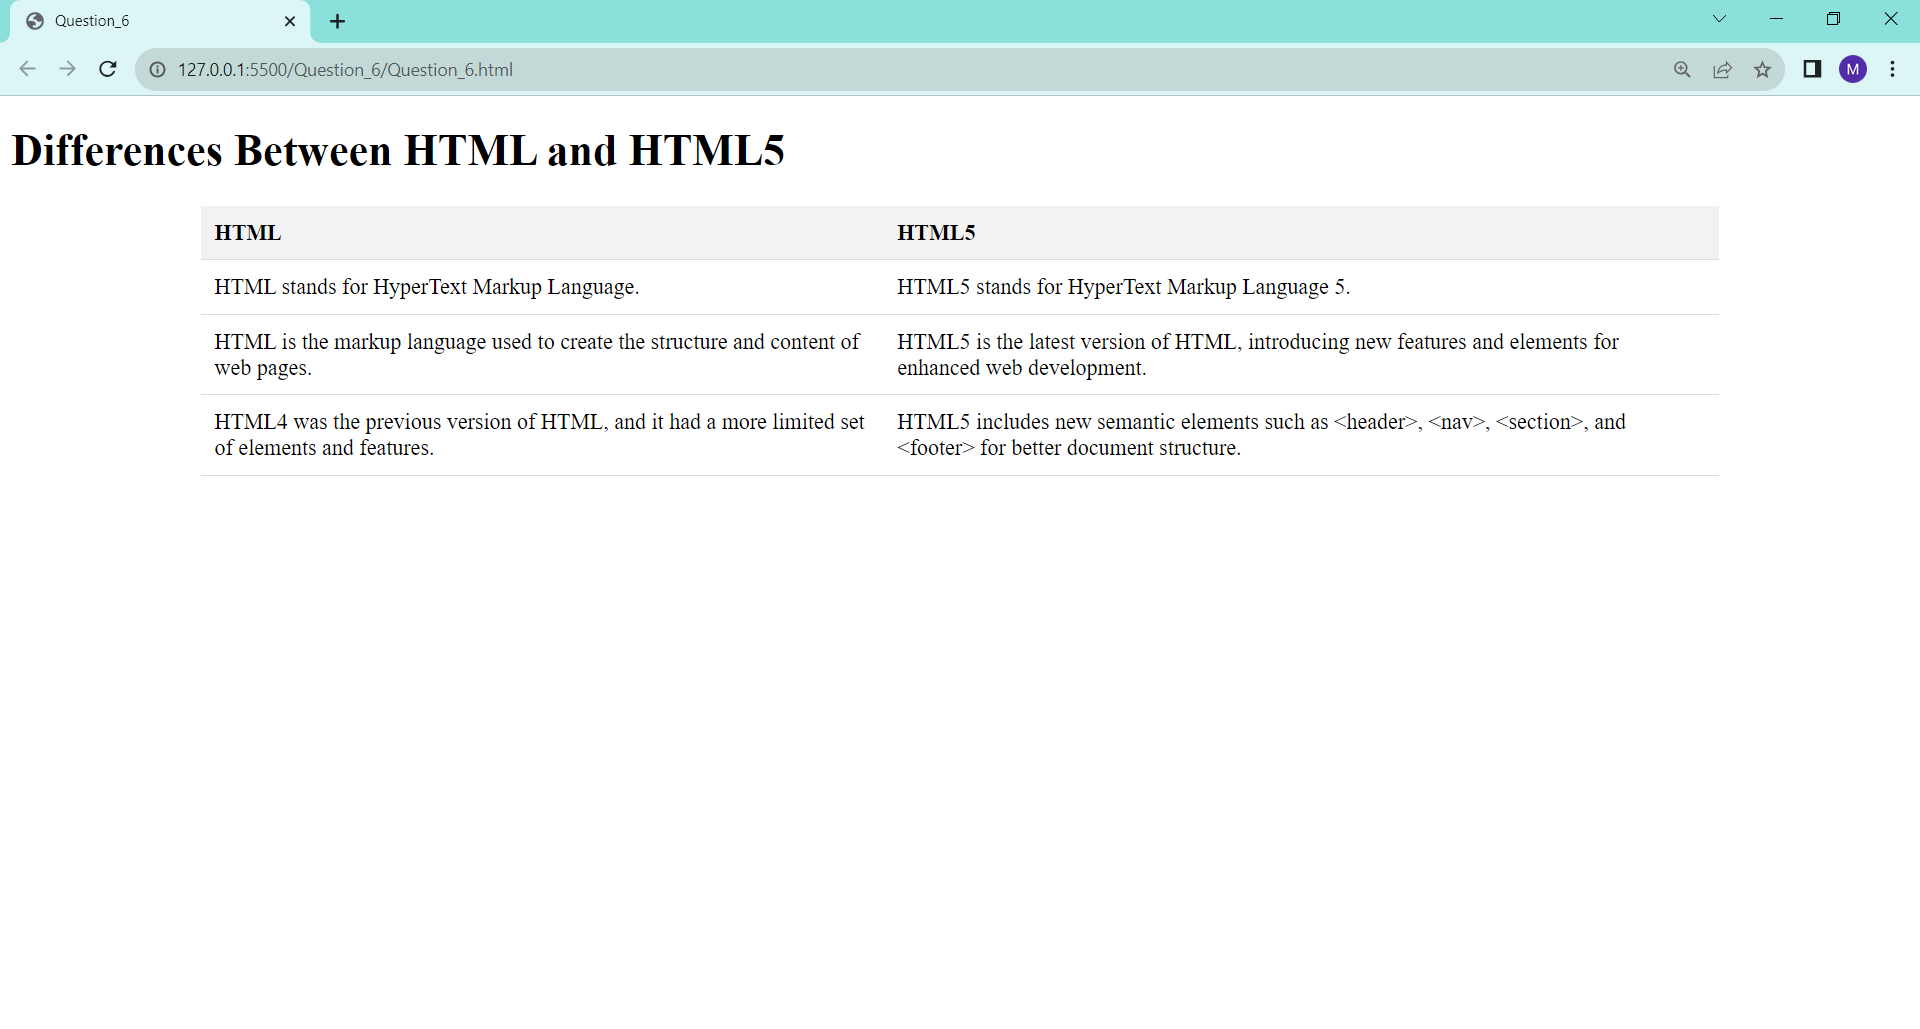 Question_6
127.0.0.1:5500/Question_6/Question_6.html
M
Differences Between HTML and HTML5
HTML
HTML5
HTML stands for HyperText Markup Language.
HTML5 stands for HyperText Markup Language 5.
HTML is the markup language used to create the structure and content of
web pages.
HTML5 is the latest version of HTML, introducing new features and elements for
enhanced web development.
HTML4 was the previous version of HTML, and it had a more limited set
of elements and features.
HTML5 includes new semantic elements such as <header>, <nav>, <section>, and
<footer> for better document structure.